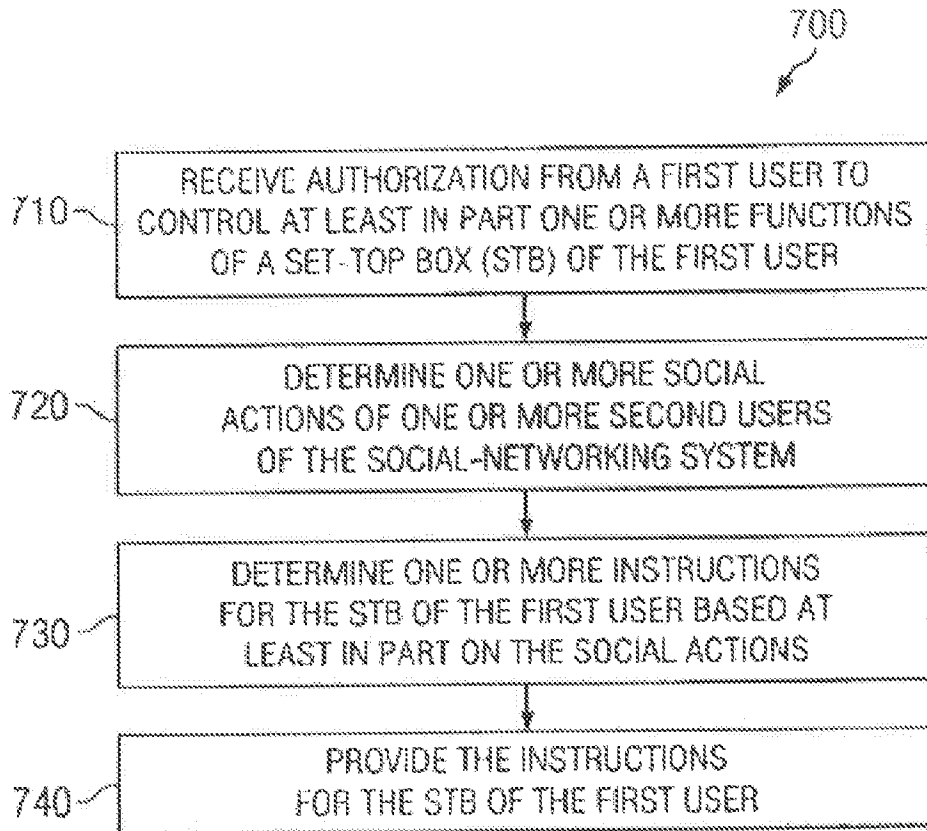 700
710
RECEIVE AUTHORIZATION FROM A FIRST USER TO
CONTROL AT LEAST IN PART ONE OR MORE FUNCTIONS
OF A SET-TOP BOX (STB) OF THE FIRST USER
720
DETERMINE ONE OR MORE SOCIAL
ACTIONS OF ONE OR MORE SECOND USERS
OF THE SOCIAL-NETWORKING SYSTEM
730
DETERMINE ONE OR MORE INSTRUCTIONS
FOR THE STB OF THE FIRST USER BASED AT
LEAST IN PART ON THE SOCIAL ACTIONS
740
PROVIDE THE INSTRUCTIONS
FOR THE STB OF THE FIRST USER